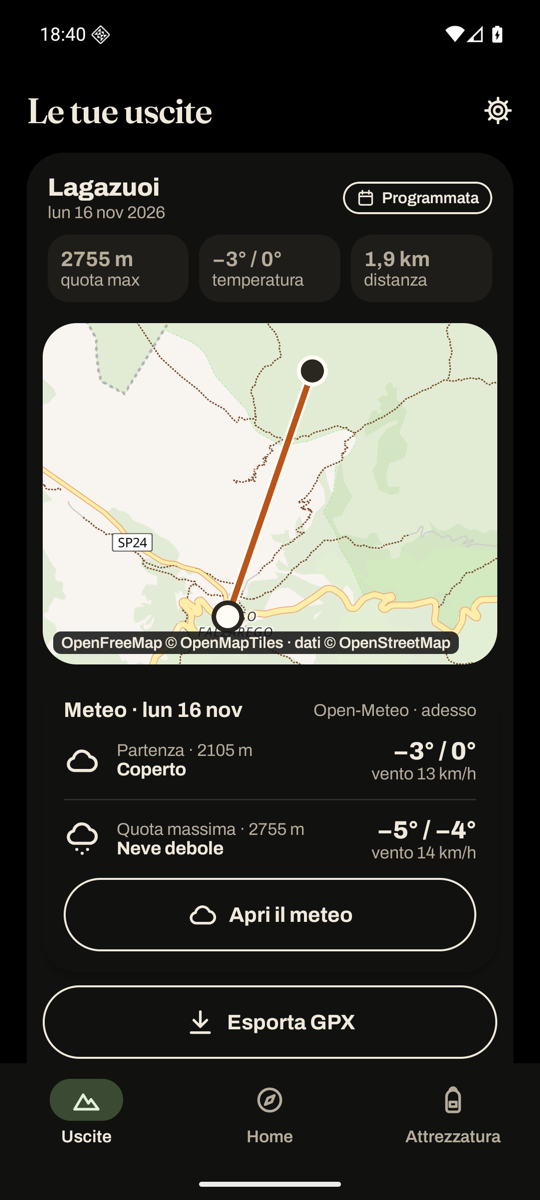 18:40
Le tue uscite
Lagazuoi
lun 16 nov 2026
Programmata
2755 m
quota max
−3° / 0°
temperatura
1,9 km
distanza
SP24
OpenFreeMap © OpenMapTiles · dati © OpenStreetMap
Meteo · lun 16 nov
Open-Meteo · adesso
Partenza · 2105 m
Coperto
−3° / 0°
vento 13 km/h
Quota massima · 2755 m
Neve debole
−5° / −4°
vento 14 km/h
Apri il meteo
Esporta GPX
Uscite
Home
Attrezzatura